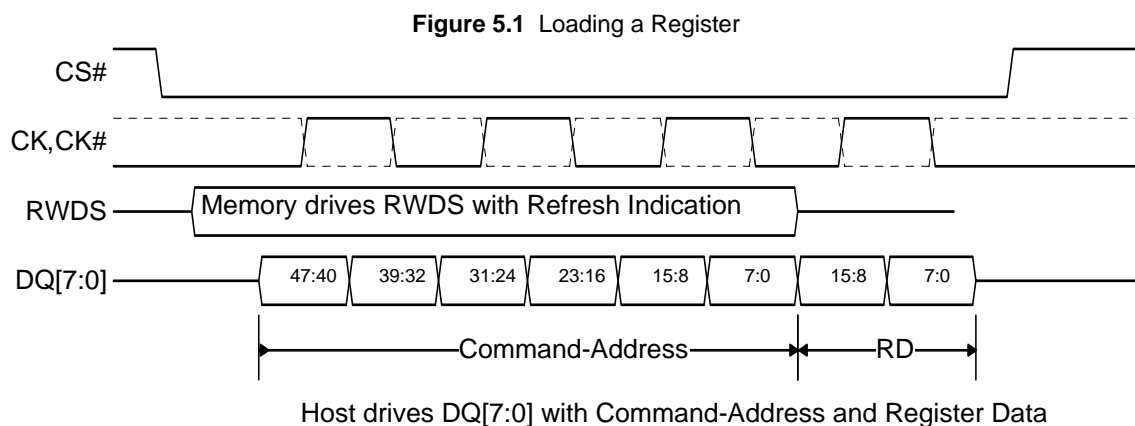 Figure 5.1 Loading a Register
CS#
CK,CK#
RWDS Memory drives RWDS with Refresh Indication
DQ[7:0] 47:40 39:32 31:24 23:16 15:8 7:0 15:8 7:0
Command-Address RD
Host drives DQ[7:0] with Command-Address and Register Data